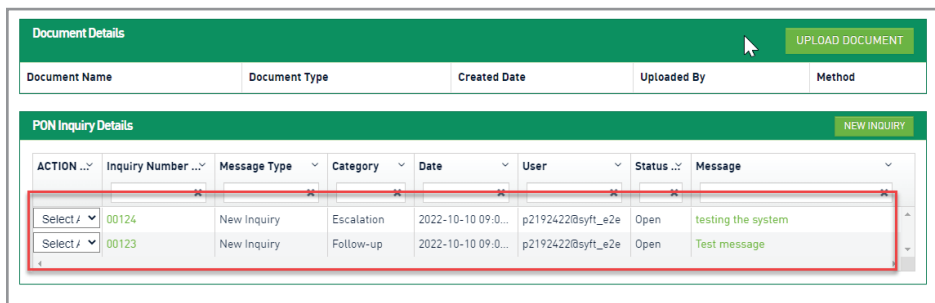 Document Details
UPLOAD DOCUMENT
Document Name Document Type Created Date Uploaded By Method
PON Inquiry Details
NEW INQUIRY
ACTION ... Inquiry Number ... Message Type Category Date User Status ... Message
Select A 00124 New Inquiry Escalation 2022-10-10 09:0... p2192422@syft_e2e Open testing the system
Select A 00123 New Inquiry Follow-up 2022-10-10 09:0... p2192422@syft_e2e Open Test message